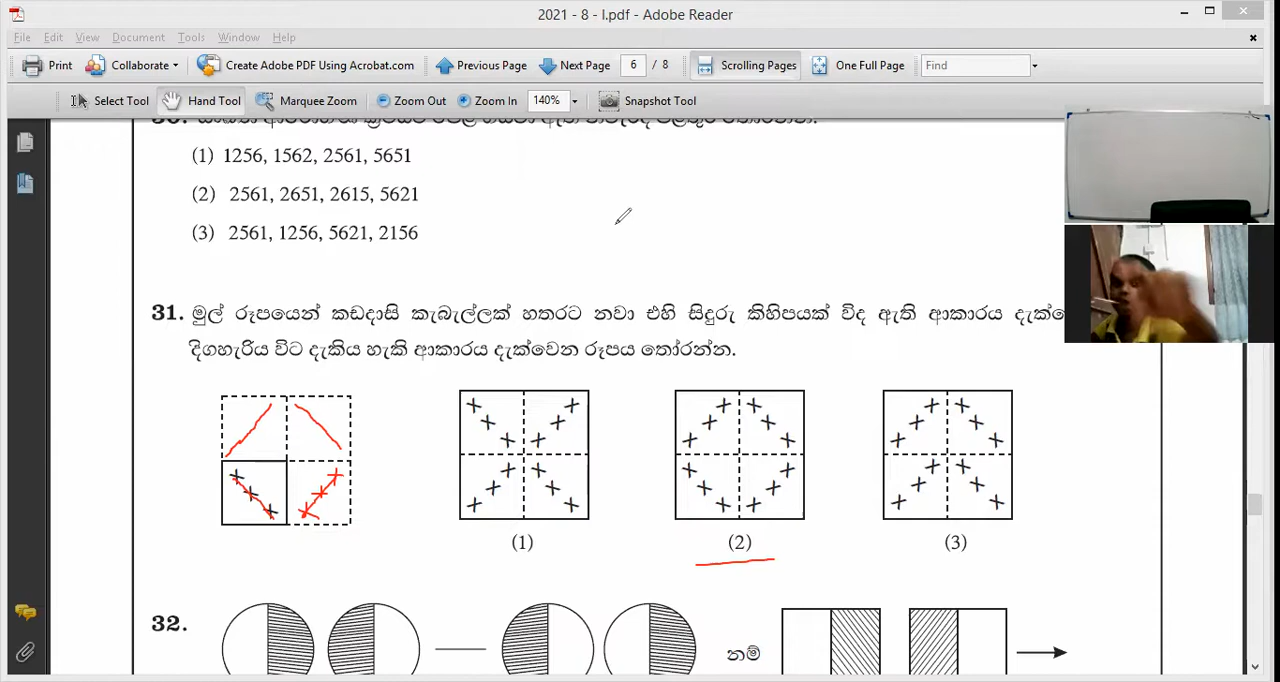 2021 - 8 - I.pdf - Adobe Reader
File Edit View Document Tools Window Help
Print Collaborate Create Adobe PDF Using Acrobat.com Previous Page Next Page 6 / 8 Scrolling Pages One Full Page Find
Select Tool Hand Tool Marquee Zoom Zoom Out Zoom In 140% Snapshot Tool
(1) 1256, 1562, 2561, 5651
(2) 2561, 2651, 2615, 5621
(3) 2561, 1256, 5621, 2156
31. මුල් රූපයෙන් කඩදාසි කැබැල්ලක් හතරට නවා එහි සිදුරු කිහිපයක් විද ඇති ආකාරය
දිගහැරිය විට දැකිය හැකි ආකාරය දැක්වෙන රූපය තෝරන්න.
(1) (2) (3)
32. නම්